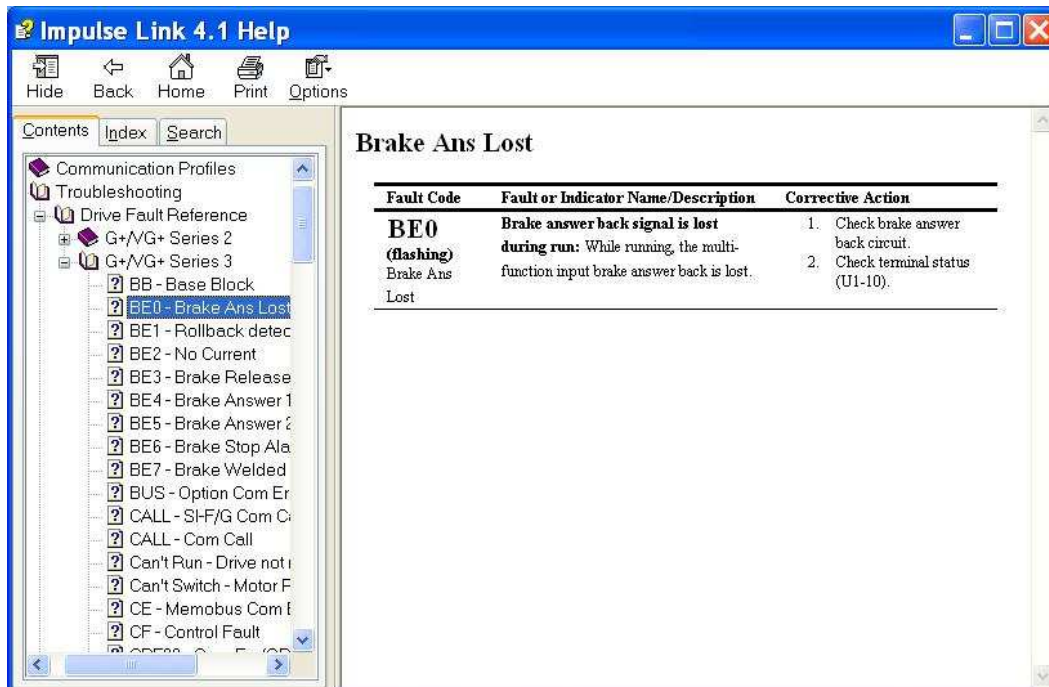 Impulse Link 4.1 Help
Hide Back Home Print Options
Contents Index Search
Communication Profiles
Troubleshooting
Drive Fault Reference
G+/VG+ Series 2
G+/VG+ Series 3
BB - Base Block
BE0 - Brake Ans Lost
BE1 - Rollback detec
BE2 - No Current
BE3 - Brake Release
BE4 - Brake Answer 1
BE5 - Brake Answer 2
BE6 - Brake Stop Ala
BE7 - Brake Welded
BUS - Option Com Er
CALL - SI-F/G Com
CALL - Com Call
Can't Run - Drive not
Can't Switch - Motor F
CE - Memobus Com
CF - Control Fault
Brake Ans Lost
Fault Code Fault or Indicator Name/Description Corrective Action
BE0
(flashing)
Brake Ans
Lost
Brake answer back signal is lost
during run: While running, the multi-
function input brake answer back is lost.
1. Check brake answer
back circuit.
2. Check terminal status
(U1-10).